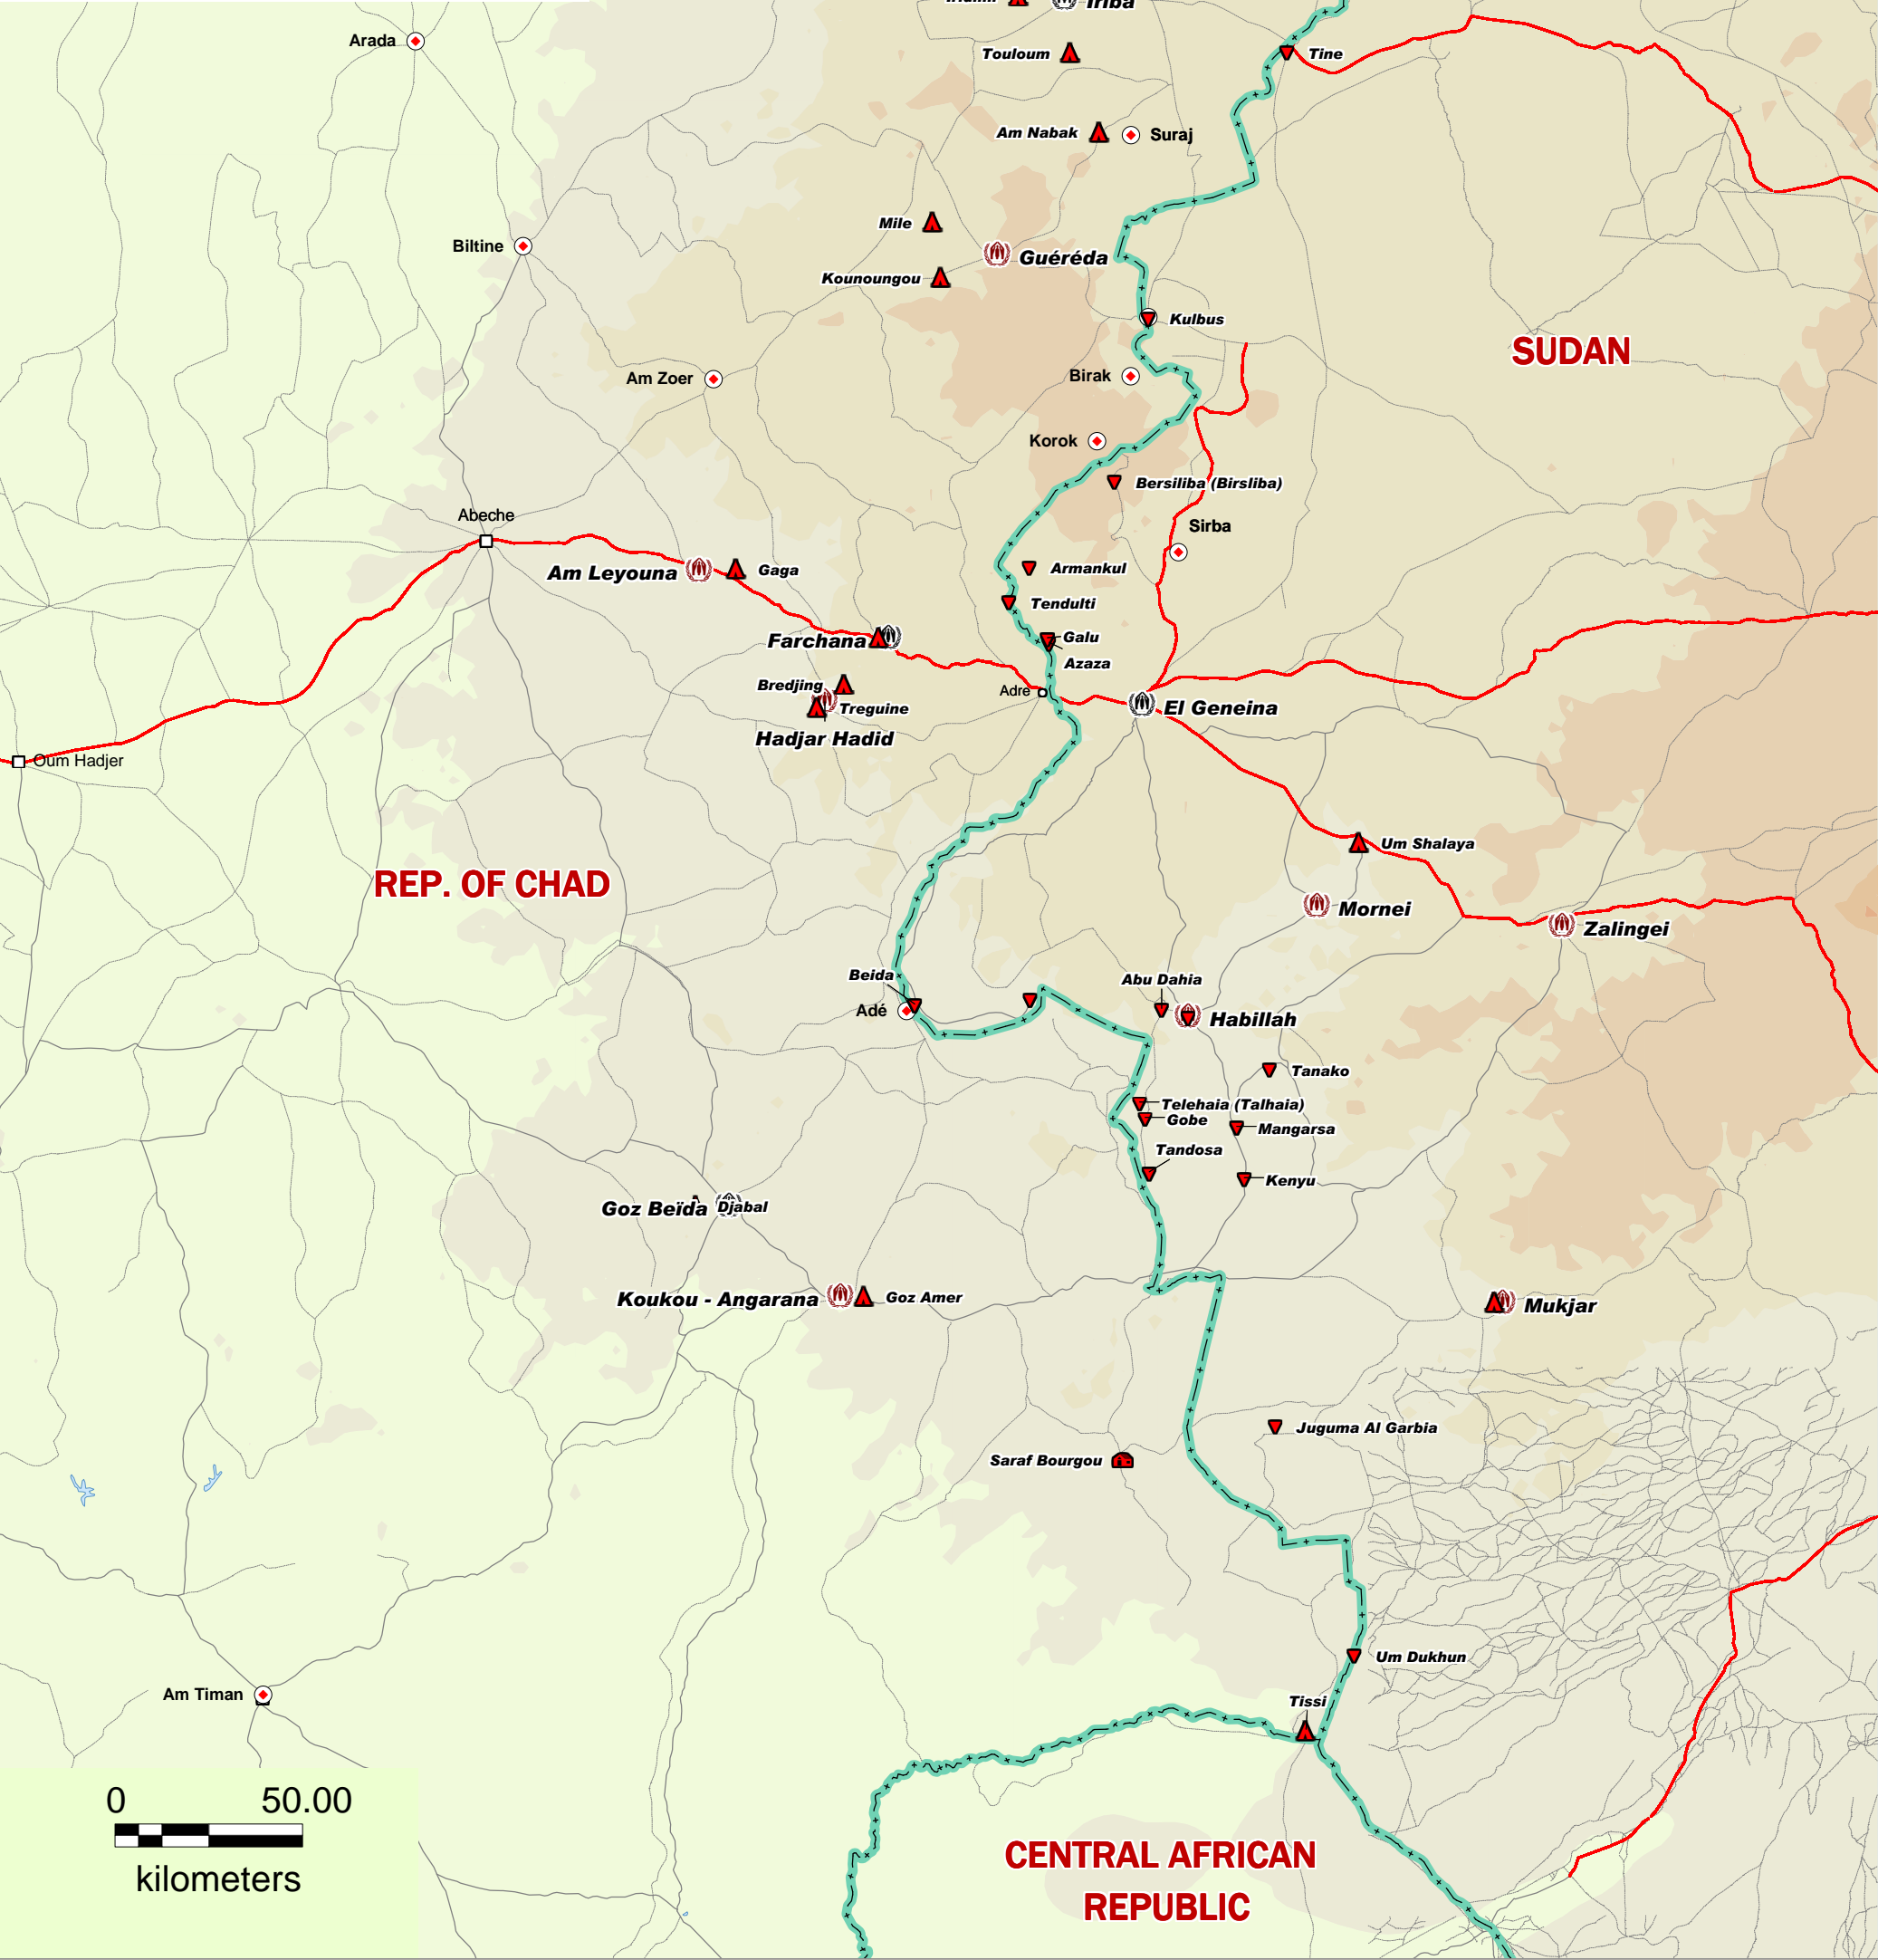 Iriba
Arada
Touloum
Tine
Am Nabak
Suraj
Mile
Biltine
Guéréda
Kounoungou
Kulbus
SUDAN
Am Zoer
Birak
Korok
Bersiliba (Birsliba)
Abeche
Sirba
Am Leyouna
Gaga
Armankul
Tendulti
Farchana
Galu
Azaza
Bredjing
Adre
Treguine
El Geneina
Hadjar Hadid
Oum Hadjer
Um Shalaya
REP. OF CHAD
Mornei
Zalingei
Beida
Abu Dahia
Adé
Habillah
Tanako
Telehaia (Talhaia)
Gobe
Mangarsa
Tandosa
Kenyu
Goz Beïda
Djabal
Koukou - Angarana
Goz Amer
Mukjar
Juguma Al Garbia
Saraf Bourgou
Um Dukhun
Am Timan
Tissi
0 50.00
kilometers
CENTRAL AFRICAN
REPUBLIC